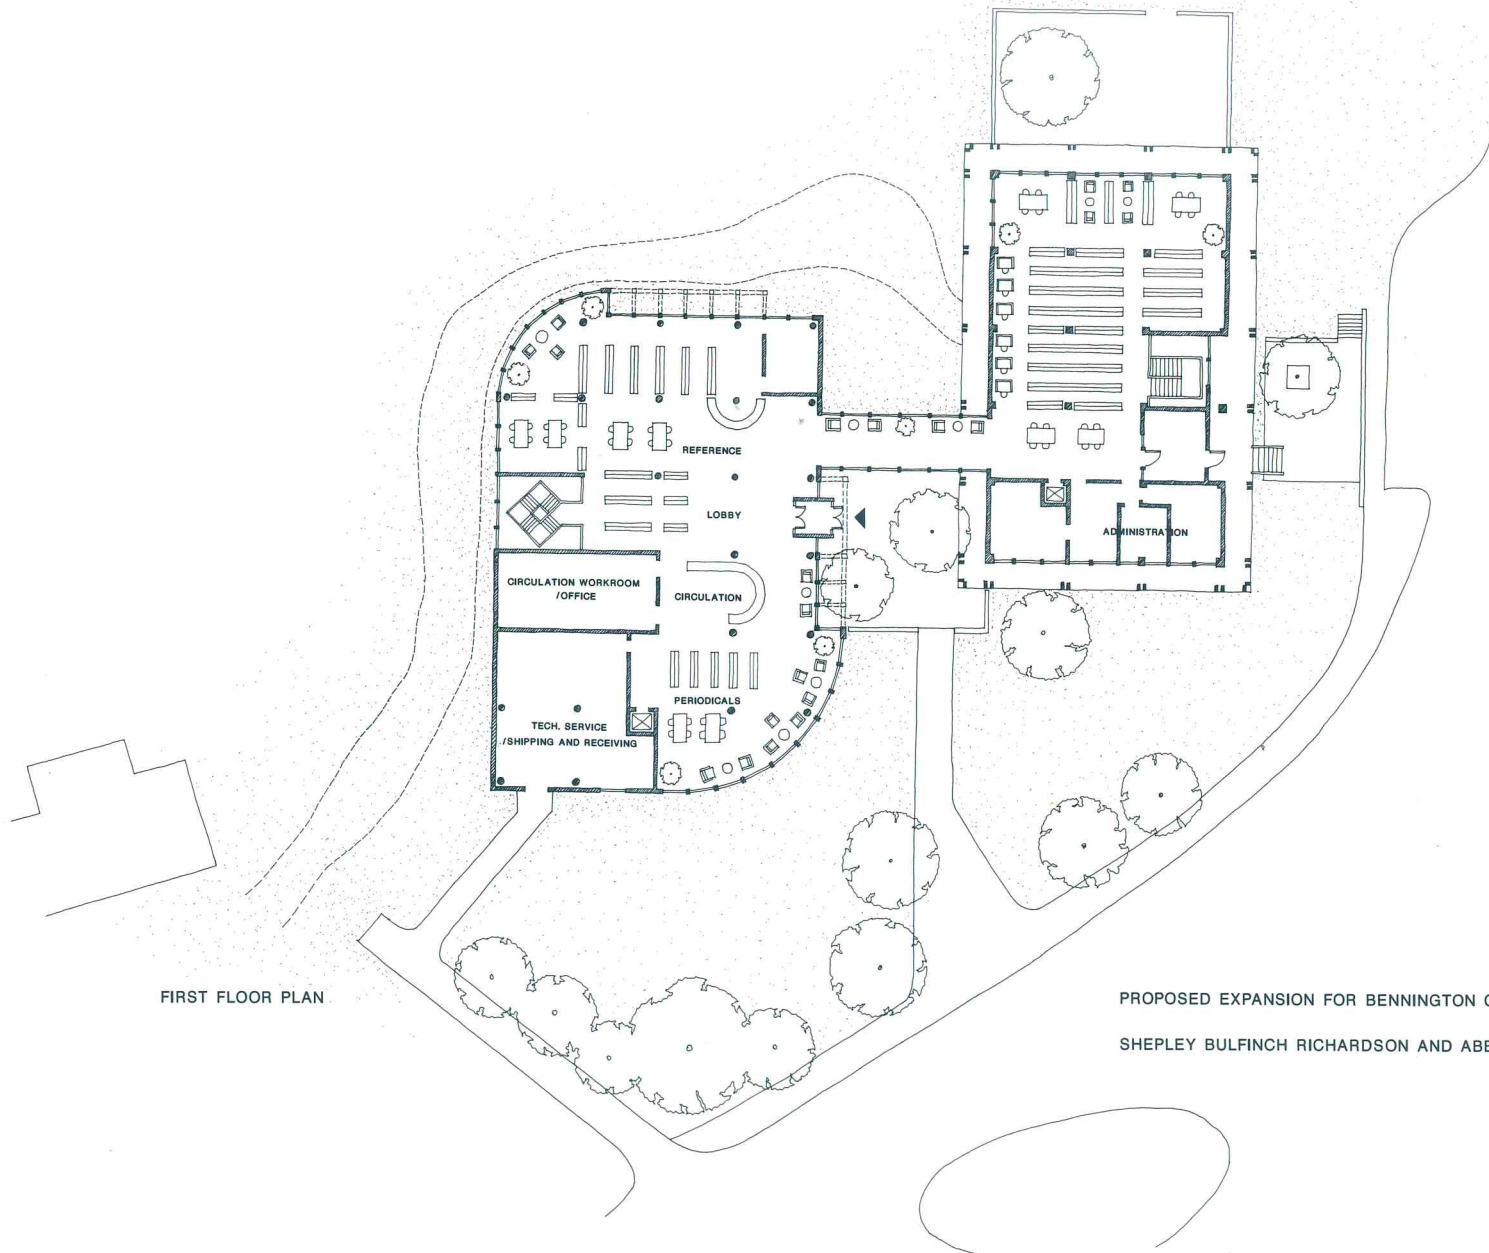 REFERENCE
LOBBY
ADMINISTRATION
CIRCULATION WORKROOM
/OFFICE
CIRCULATION
PERIODICALS
TECH. SERVICE
/SHIPPING AND RECEIVING
FIRST FLOOR PLAN
PROPOSED EXPANSION FOR BENNINGTON
SHEPLEY BULFINCH RICHARDSON AND